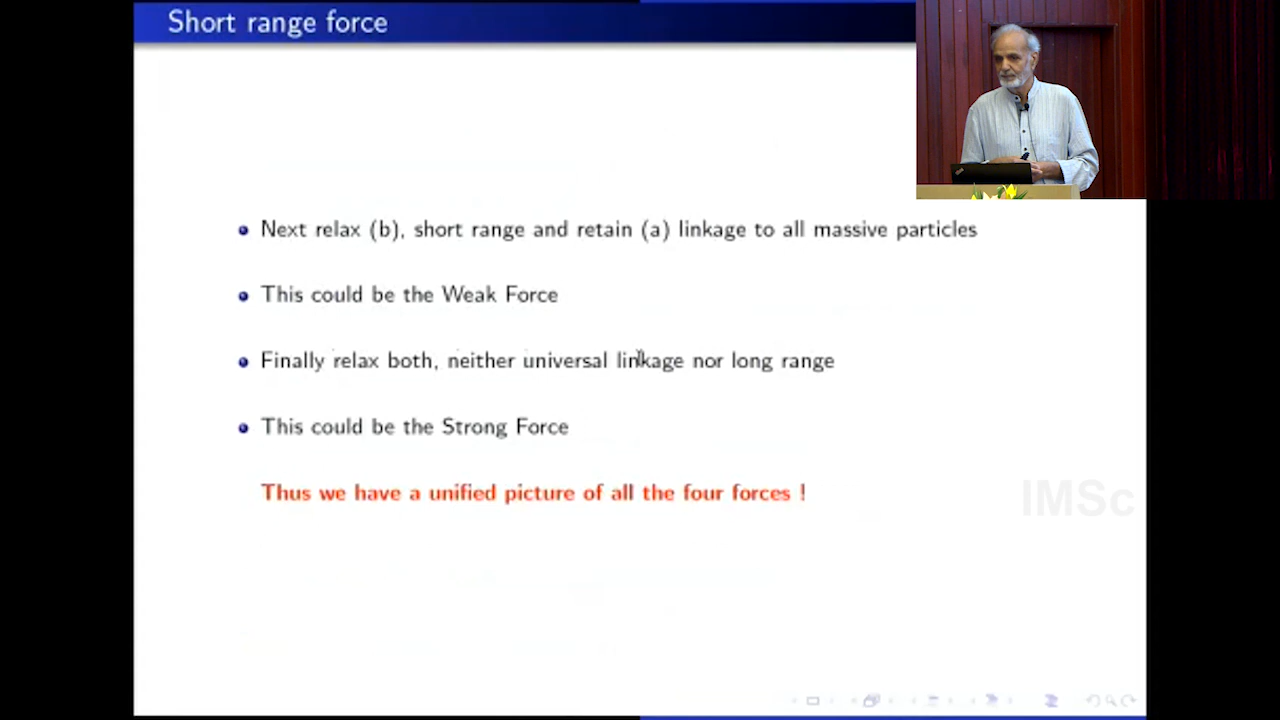 Short range force
Next relax (b), short range and retain (a) linkage to all massive particles
This could be the Weak Force
Finally relax both, neither universal linkage nor long range
This could be the Strong Force
Thus we have a unified picture of all the four forces !
IMSc